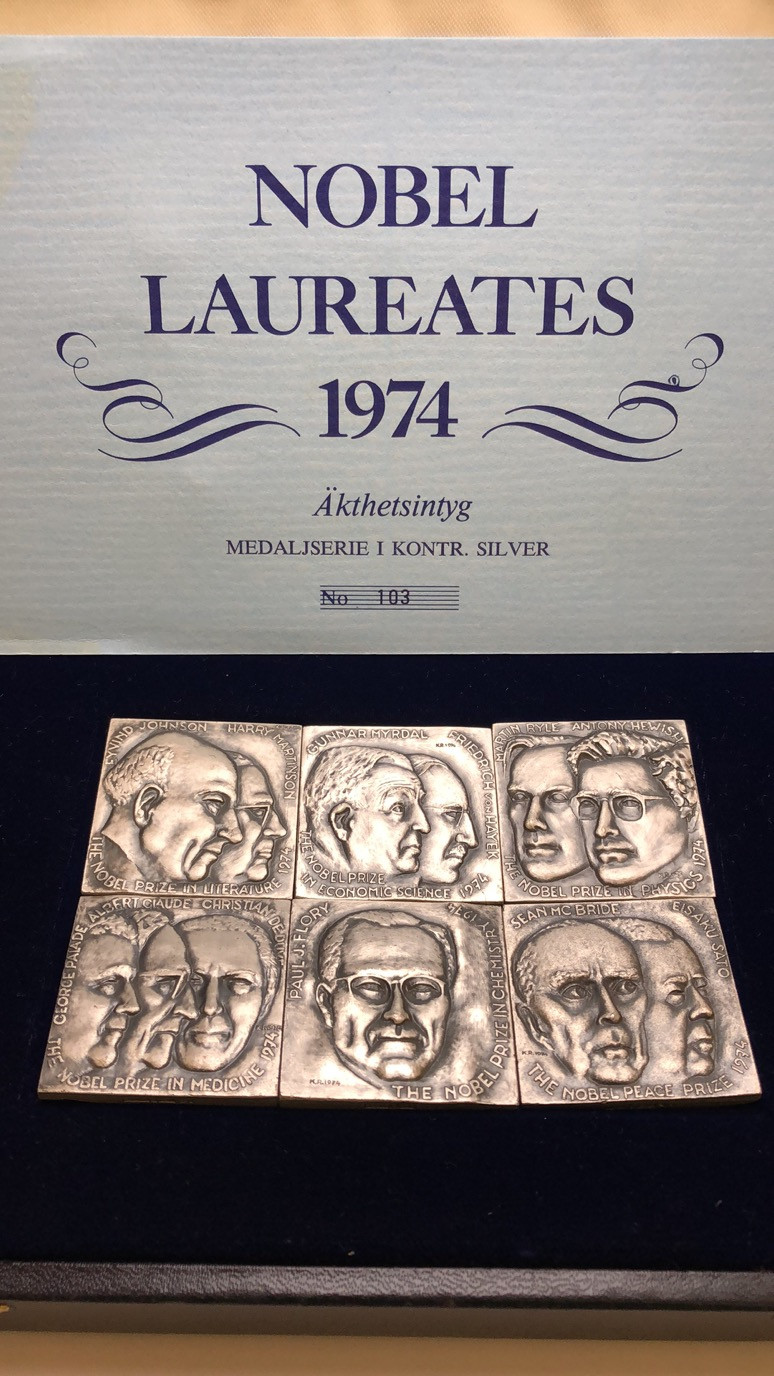 NOBEL
LAUREATES
1974
Äkthetsintyg
MEDALJSERIE I KONTR. SILVER
No 103
EYVIND JOHNSON HARRY MARTINSON
THE NOBEL PRIZE IN LITERATURE 1974
GUNNAR MYRDAL FRIEDRICH von HAYEK
THE NOBEL PRIZE
IN ECONOMIC SCIENCE 1974
MARTIN RYLE ANTONY HEWISH
THE NOBEL PRIZE IN PHYSICS 1974
GEORGE PALADE ALBERT CLAUDE CHRISTIAN DE DUVE
THE NOBEL PRIZE IN MEDICINE 1974
PAUL J. FLORY
THE NOBEL PRIZE IN CHEMISTRY 1974
K.R. 1974
SEAN MC BRIDE EISAKU SATO
K.R. 1974
THE NOBEL PEACE PRIZE 1974